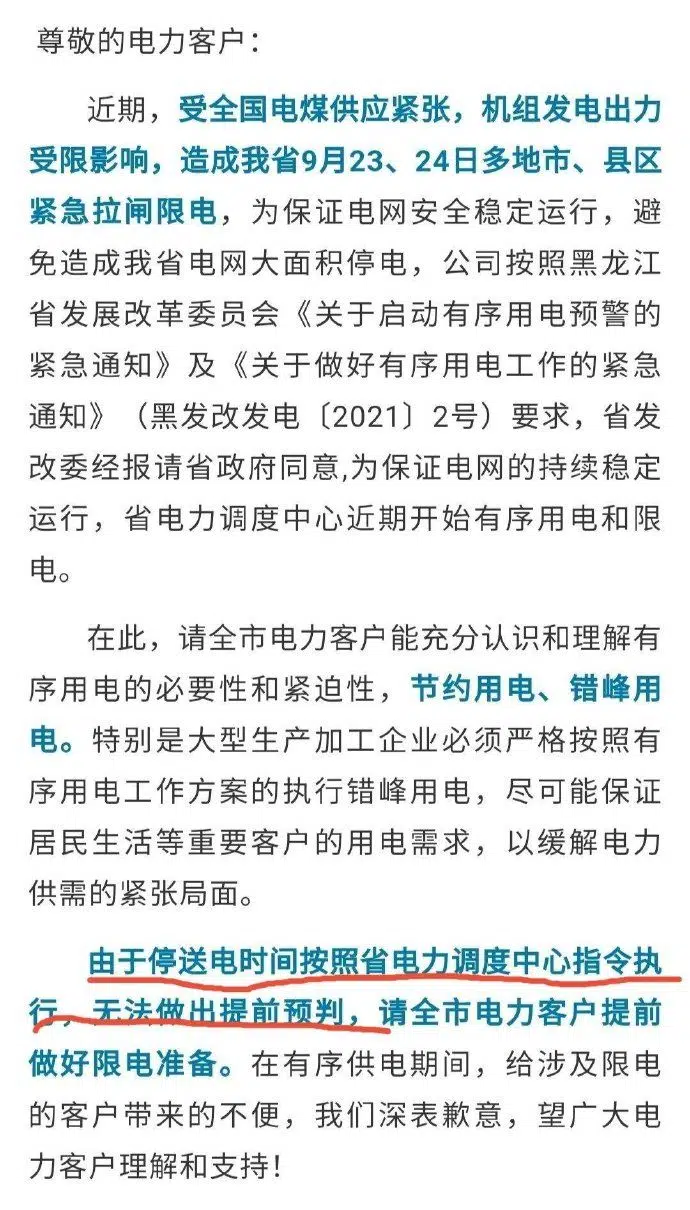 尊敬的电力客户：
近期，受全国电煤供应紧张，机组发电出力
受限影响，造成我省9月23、24日多地市、县区
紧急拉闸限电，为保证电网安全稳定运行，避
免造成我省电网大面积停电，公司按照黑龙江
省发展改革委员会《关于启动有序用电预警的
紧急通知》及《关于做好有序用电工作的紧急
通知》（黑发改发电〔2021〕2号）要求，省发
改委经报请省政府同意,为保证电网的持续稳定
运行，省电力调度中心近期开始有序用电和限
电。
在此，请全市电力客户能充分认识和理解有
序用电的必要性和紧迫性，节约用电、错峰用
电。特别是大型生产加工企业必须严格按照有
序用电工作方案的执行错峰用电，尽可能保证
居民生活等重要客户的用电需求，以缓解电力
供需的紧张局面。
由于停送电时间按照省电力调度中心指令执
行，无法做出提前预判，请全市电力客户提前
做好限电准备。在有序供电期间，给涉及限电
的客户带来的不便，我们深表歉意，望广大电
力客户理解和支持！